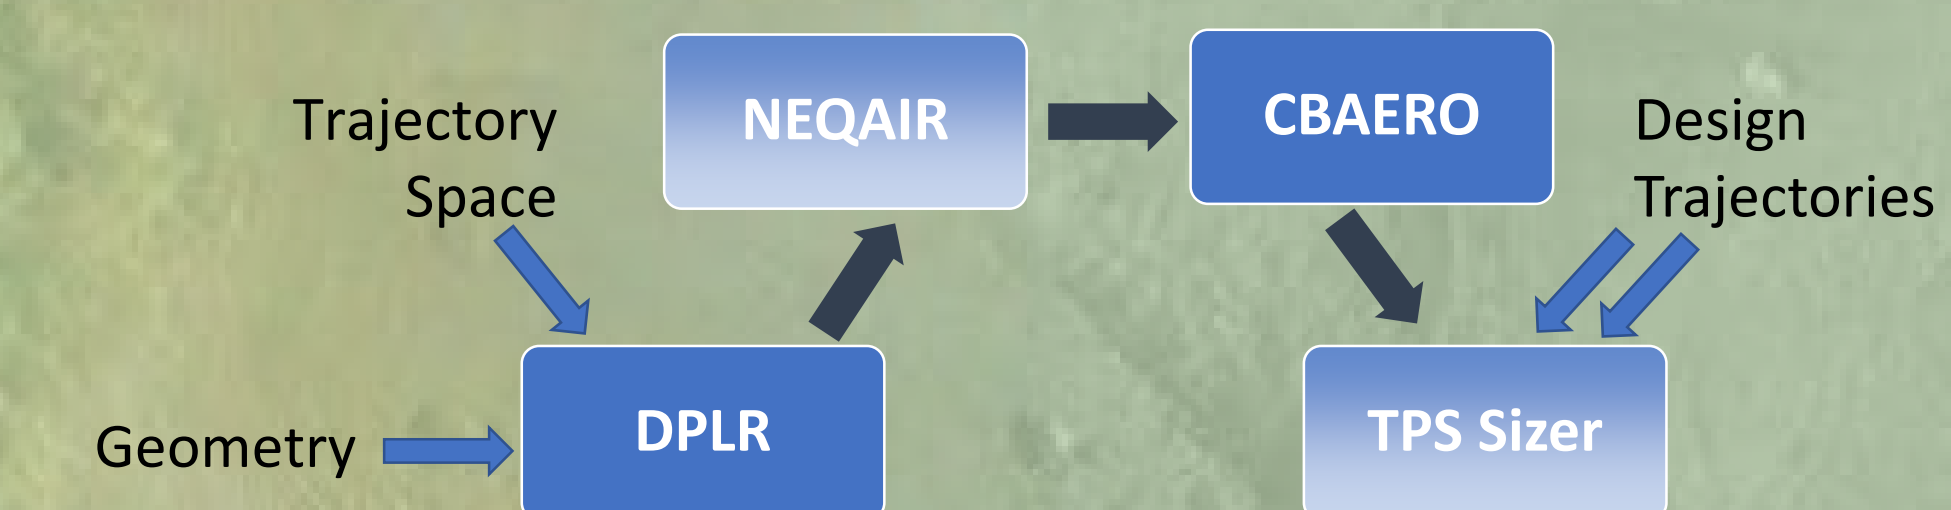 Trajectory
Space
NEQAIR
CBAERO
Design
Trajectories
Geometry
DPLR
TPS Sizer